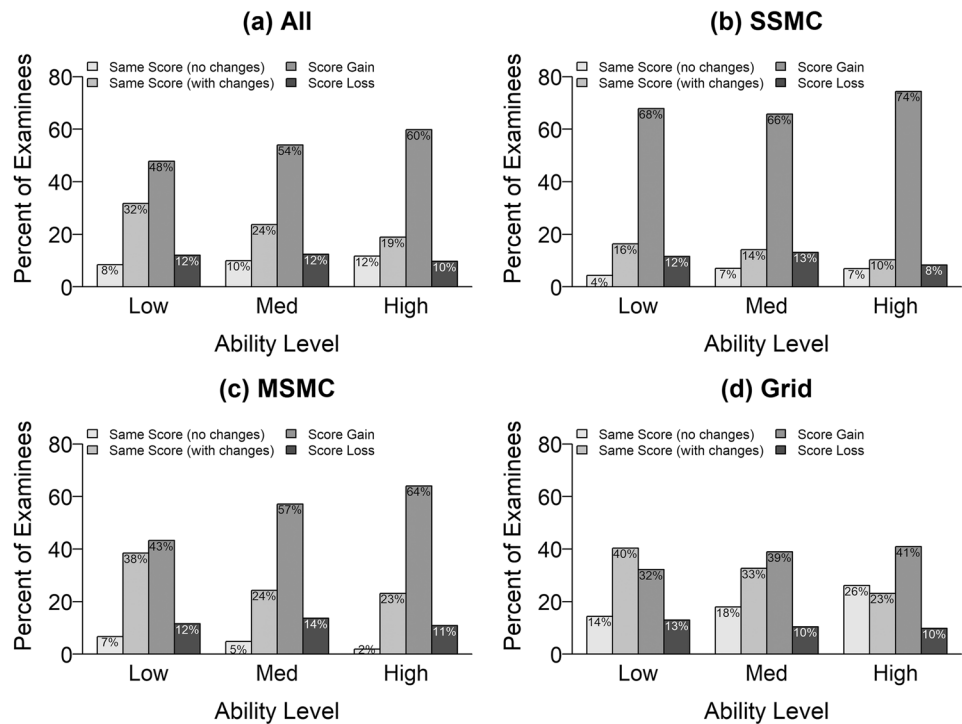 (a) All
Same Score (no changes) Score Gain
Same Score (with changes) Score Loss
Percent of Examinees
80
60
40
20
0
8% 32% 48% 12%
10% 24% 54% 12%
12% 19% 60% 10%
Low Med High
Ability Level
(b) SSMC
Same Score (no changes) Score Gain
Same Score (with changes) Score Loss
Percent of Examinees
80
60
40
20
0
4% 16% 68% 12%
7% 14% 66% 13%
7% 10% 74% 8%
Low Med High
Ability Level
(c) MSMC
Same Score (no changes) Score Gain
Same Score (with changes) Score Loss
Percent of Examinees
80
60
40
20
0
7% 38% 43% 12%
5% 24% 57% 14%
2% 23% 64% 11%
Low Med High
Ability Level
(d) Grid
Same Score (no changes) Score Gain
Same Score (with changes) Score Loss
Percent of Examinees
80
60
40
20
0
14% 40% 32% 13%
18% 33% 39% 10%
26% 23% 41% 10%
Low Med High
Ability Level